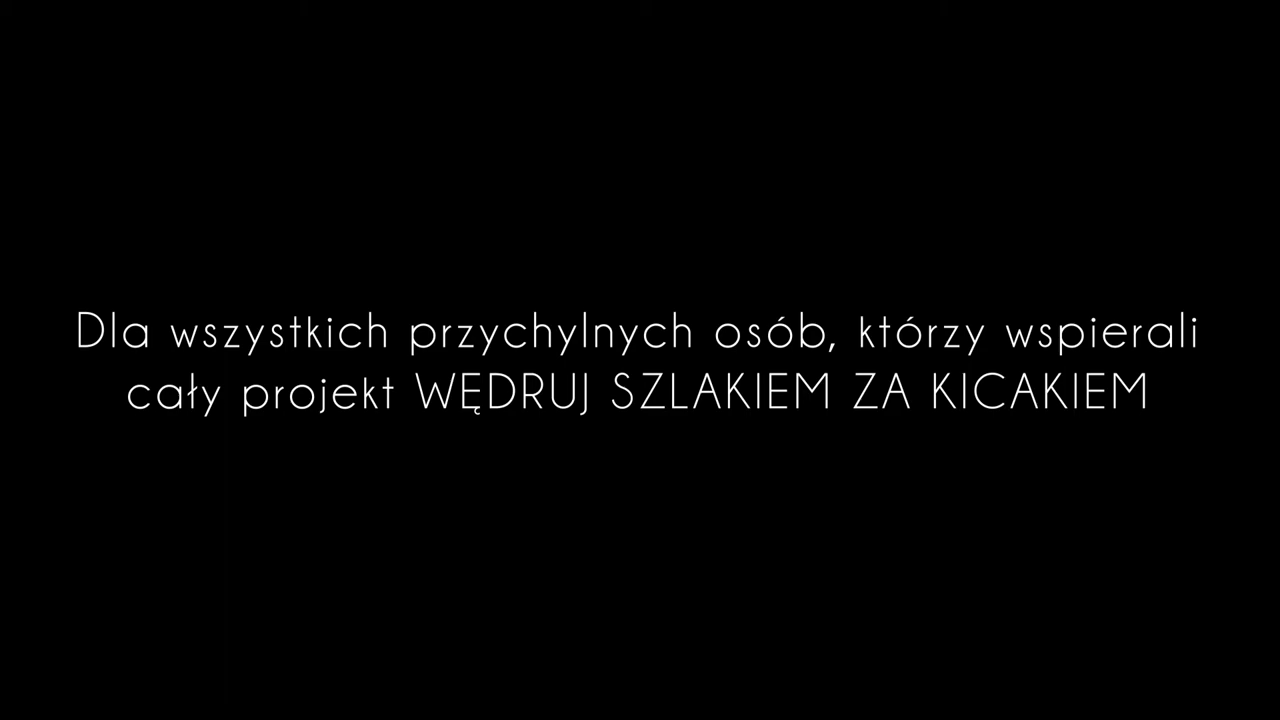 Dla wszystkich przychylnych osób, którzy wspierali
cały projekt WĘDRUJ SZLAKIEM ZA KICAKIEM